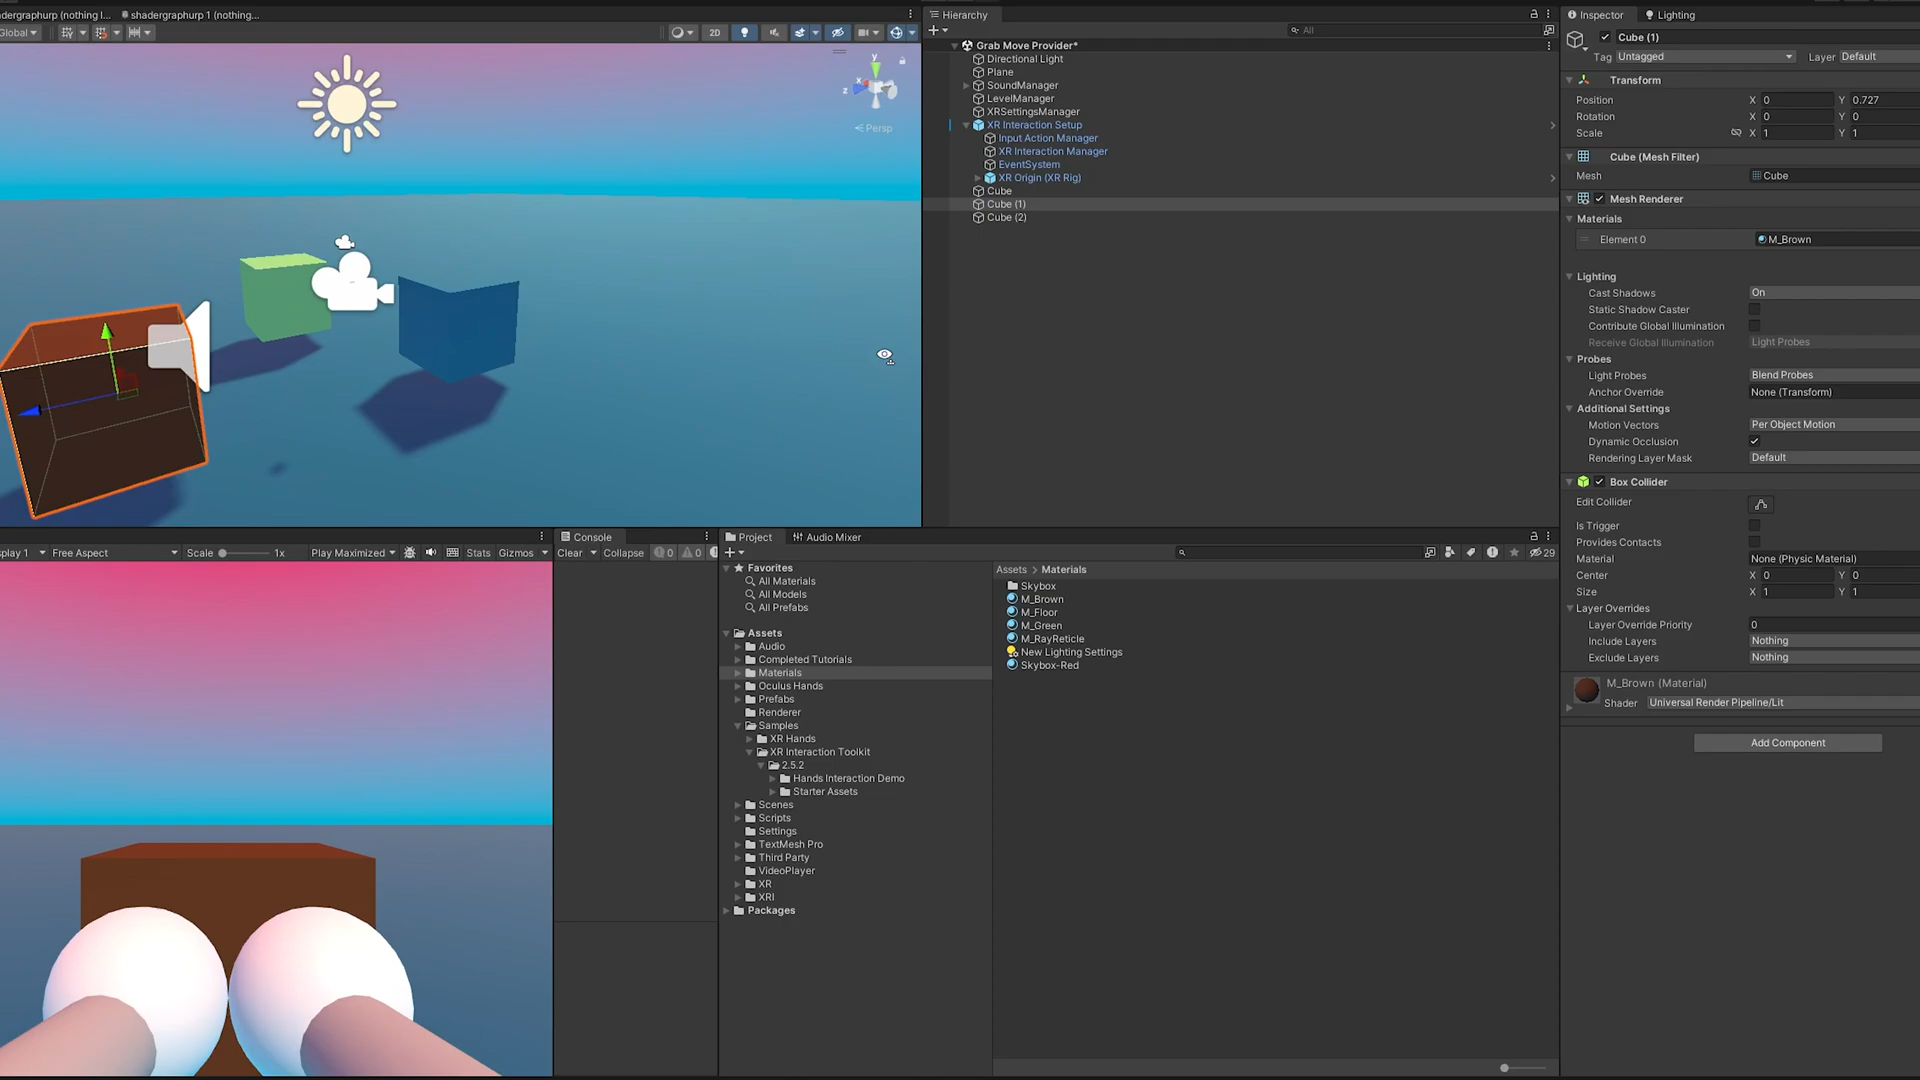 shadergraphurp 1 (nothing...
Global
2D
y
x
z
Persp
Hierarchy
All
Grab Move Provider*
Directional Light
Plane
SoundManager
LevelManager
XRSettingsManager
XR Interaction Setup
Input Action Manager
XR Interaction Manager
EventSystem
XR Origin (XR Rig)
Cube
Cube (1)
Cube (2)
Inspector Lighting
Cube (1)
Tag Untagged Layer Default
Transform
Position X 0 Y 0.727
Rotation X 0 Y 0
Scale X 1 Y 1
Cube (Mesh Filter)
Mesh Cube
Mesh Renderer
Materials
Element 0 M_Brown
Lighting
Cast Shadows On
Static Shadow Caster
Contribute Global Illumination
Receive Global Illumination Light Probes
Probes
Light Probes Blend Probes
Anchor Override None (Transform)
Additional Settings
Motion Vectors Per Object Motion
Dynamic Occlusion
Rendering Layer Mask Default
Box Collider
Edit Collider
Is Trigger
Provides Contacts
Material None (Physic Material)
Center X 0 Y 0
Size X 1 Y 1
Layer Overrides
Layer Override Priority 0
Include Layers Nothing
Exclude Layers Nothing
M_Brown (Material)
Shader Universal Render Pipeline/Lit
Add Component
splay 1 Free Aspect Scale 1x Play Maximized Stats Gizmos
Console
Clear Collapse 0 0
Project Audio Mixer
29
Favorites
All Materials
All Models
All Prefabs
Assets
Audio
Completed Tutorials
Materials
Oculus Hands
Prefabs
Renderer
Samples
XR Hands
XR Interaction Toolkit
2.5.2
Hands Interaction Demo
Starter Assets
Scenes
Scripts
Settings
TextMesh Pro
Third Party
VideoPlayer
XR
XRI
Packages
Assets > Materials
Skybox
M_Brown
M_Floor
M_Green
M_RayReticle
New Lighting Settings
Skybox-Red